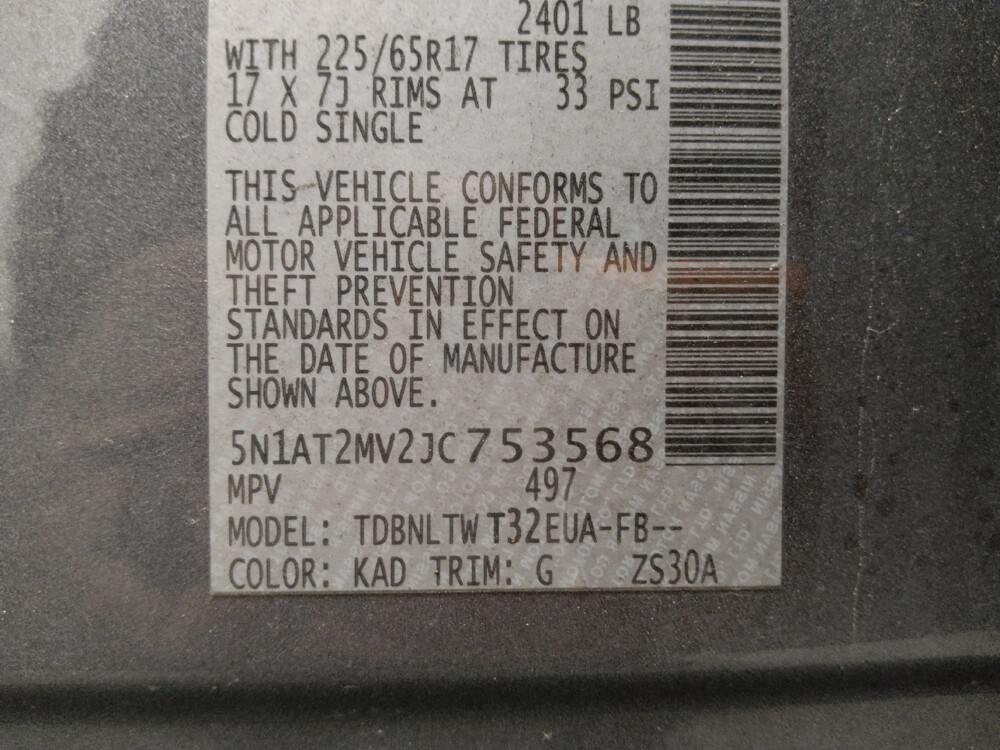 2401 LB
WITH 225/65R17 TIRES
17 X 7J RIMS AT 33 PSI
COLD SINGLE
THIS VEHICLE CONFORMS TO
ALL APPLICABLE FEDERAL
MOTOR VEHICLE SAFETY AND
THEFT PREVENTION
STANDARDS IN EFFECT ON
THE DATE OF MANUFACTURE
SHOWN ABOVE.
5N1AT2MV2JC753568
MPV 497
MODEL: TDBNLTWT32EUA-FB--
COLOR: KAD TRIM: G ZS30A